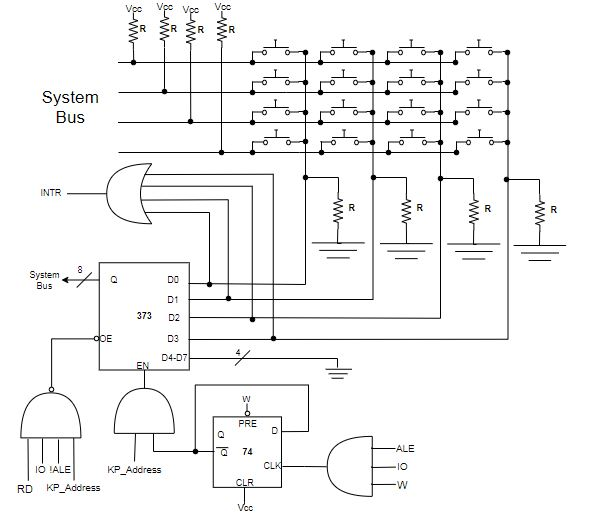 Vcc Vcc Vcc Vcc
R R R R
System
Bus
INTR
R R R R
System
Bus
8
Q D0
D1
373 D2
OE D3
D4-D7
4
EN
W
PRE
Q D
Q 74
CLK
CLR
Vcc
KP_Address
RD IO !ALE KP_Address
ALE
IO
W